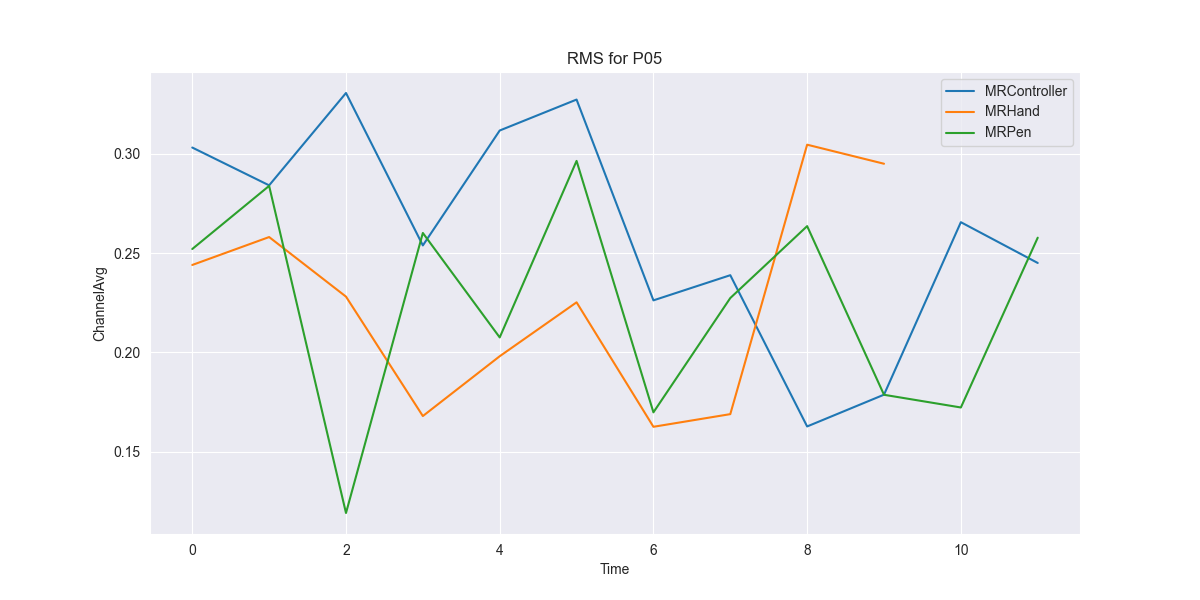 RMS for P05
MRController
MRHand
MRPen
0.30
0.25
0.20
0.15
ChannelAvg
0 2 4 6 8 10
Time